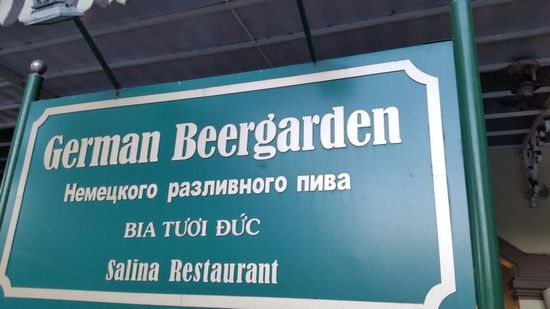 German Beergarden
Немецкого разливного пива
BIA TƯƠI ĐỨC
Salina Restaurant